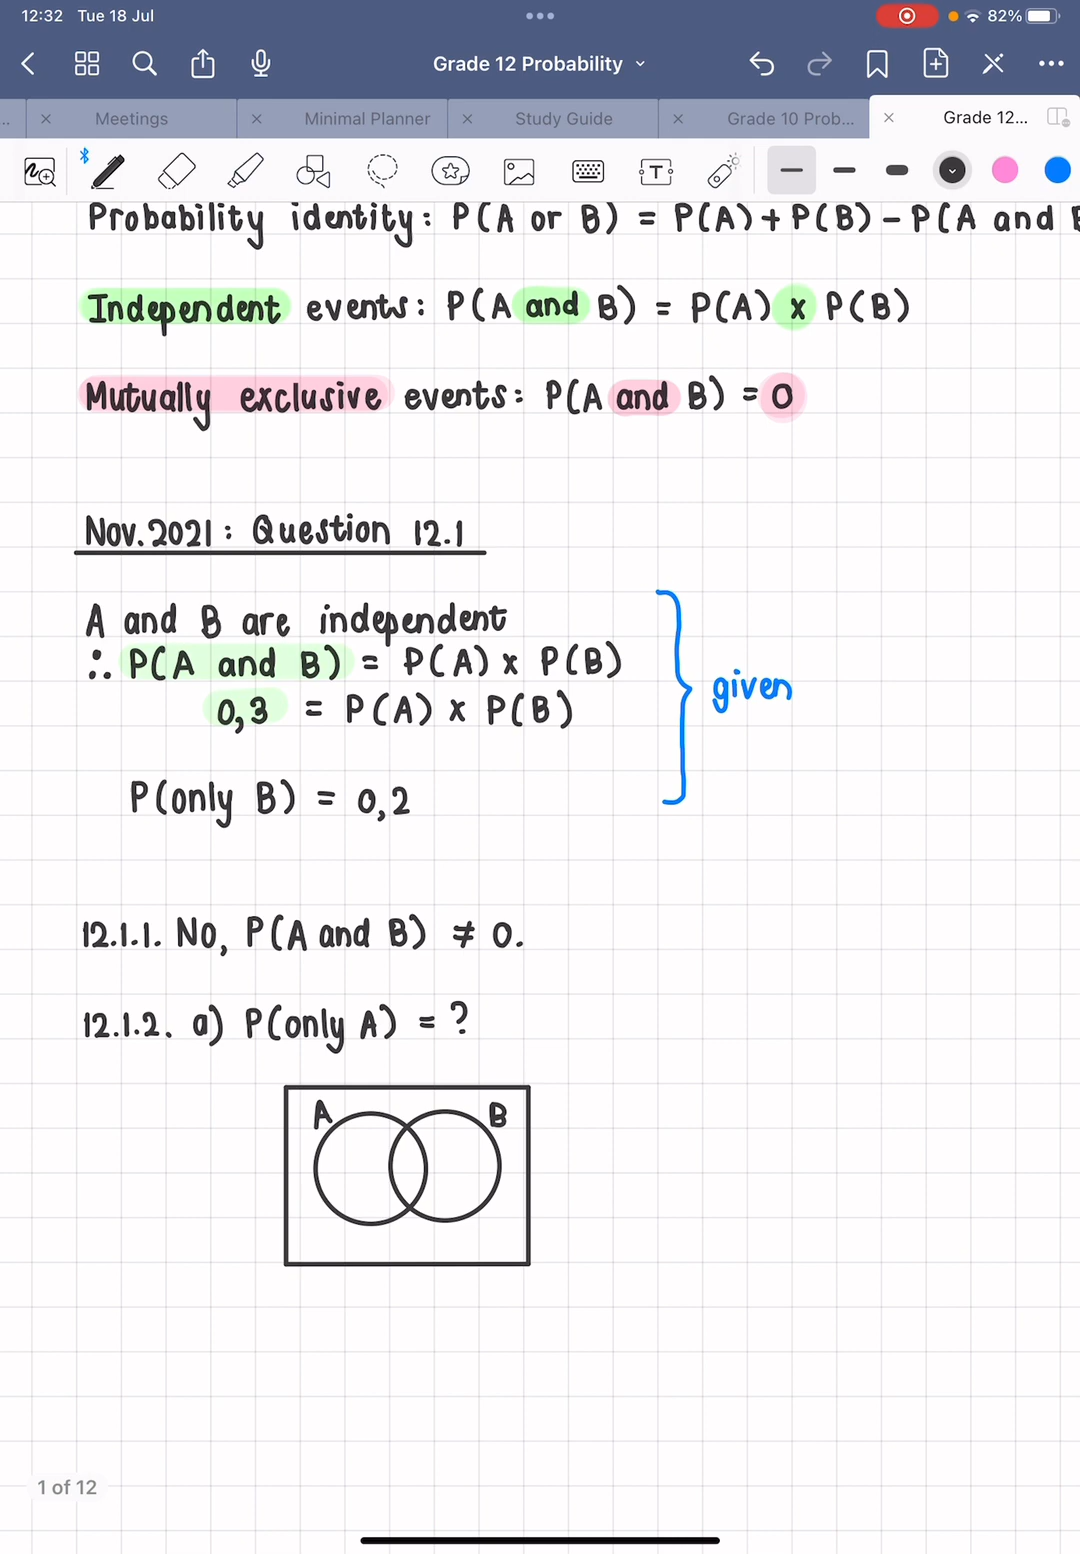 12:32 Tue 18 Jul
82%
Grade 12 Probability
Meetings
Minimal Planner
Study Guide
Grade 10 Prob...
Grade 12...
Probability identity: P(A or B) = P(A) + P(B) - P(A and B
Independent events: P(A and B) = P(A) x P(B)
Mutually exclusive events: P(A and B) = 0
Nov. 2021: Question 12.1
A and B are independent
∴ P(A and B) = P(A) x P(B)
0,3 = P(A) x P(B)
given
P(only B) = 0,2
12.1.1. No, P(A and B) ≠ 0.
12.1.2. a) P(only A) = ?
A B
1 of 12